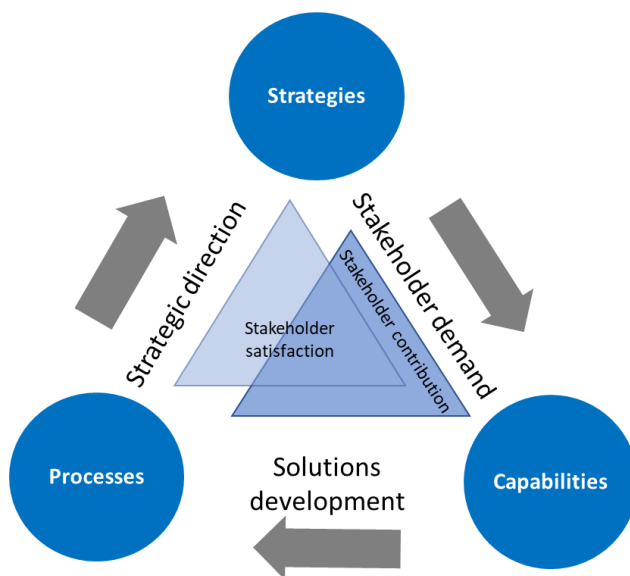 Strategies
Strategic direction
Stakeholder demand
Stakeholder
satisfaction
Stakeholder contribution
Processes
Solutions
development
Capabilities